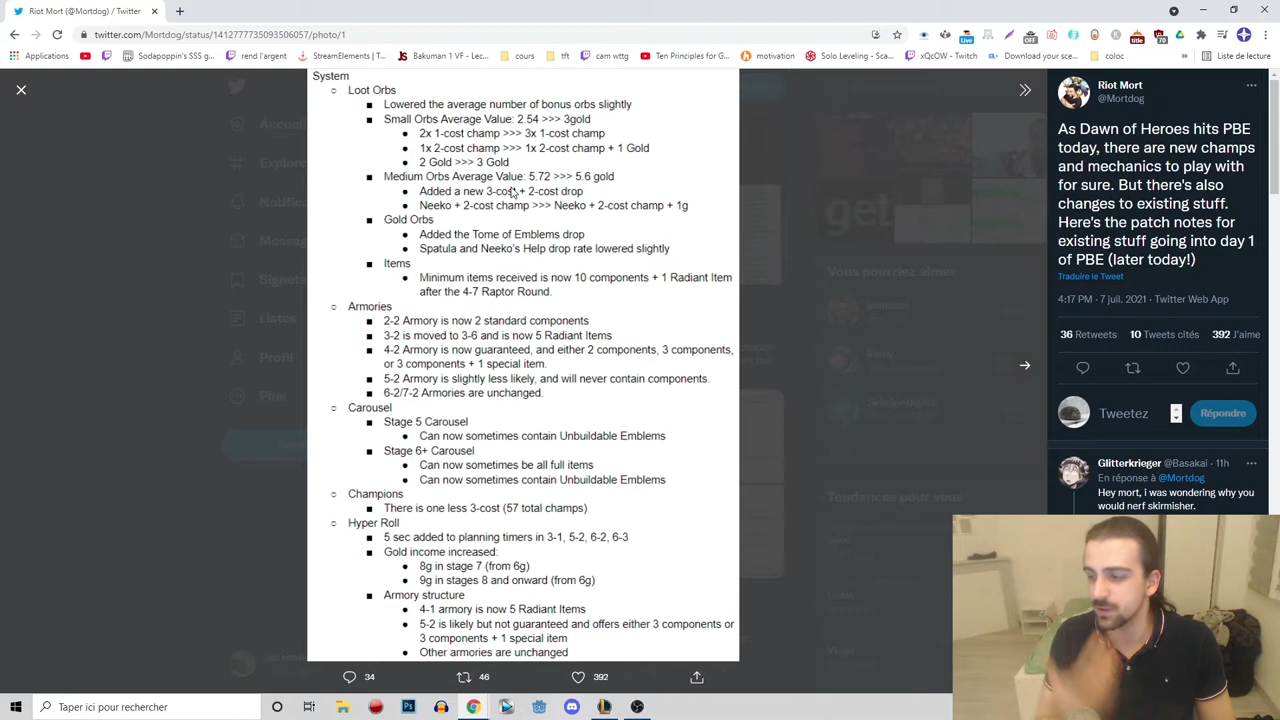 Riot Mort (@Mortdog) / Twitter
twitter.com/Mortdog/status/1412777735093506057/photo/1
Applications
Sodapoppin's SSS g...
rend l'argent
StreamElements | T...
Bakuman 1 VF - Lec...
cours
tft
cam wttg
Ten Principles for G...
motivation
Solo Leveling - Sca...
xQcOW - Twitch
Download your sce...
coloc
Liste de lecture
System
Loot Orbs
Lowered the average number of bonus orbs slightly
Small Orbs Average Value: 2.54 >>> 3gold
2x 1-cost champ >>> 3x 1-cost champ
1x 2-cost champ >>> 1x 2-cost champ + 1 Gold
2 Gold >>> 3 Gold
Medium Orbs Average Value: 5.72 >>> 5.6 gold
Added a new 3-cost + 2-cost drop
Neeko + 2-cost champ >>> Neeko + 2-cost champ + 1g
Gold Orbs
Added the Tome of Emblems drop
Spatula and Neeko's Help drop rate lowered slightly
Items
Minimum items received is now 10 components + 1 Radiant Item
after the 4-7 Raptor Round.
Armories
2-2 Armory is now 2 standard components
3-2 is moved to 3-6 and is now 5 Radiant Items
4-2 Armory is now guaranteed, and either 2 components, 3 components,
or 3 components + 1 special item.
5-2 Armory is slightly less likely, and will never contain components.
6-2/7-2 Armories are unchanged.
Carousel
Stage 5 Carousel
Can now sometimes contain Unbuildable Emblems
Stage 6+ Carousel
Can now sometimes be all full items
Can now sometimes contain Unbuildable Emblems
Champions
There is one less 3-cost (57 total champs)
Hyper Roll
5 sec added to planning timers in 3-1, 5-2, 6-2, 6-3
Gold income increased:
8g in stage 7 (from 6g)
9g in stages 8 and onward (from 6g)
Armory structure
4-1 armory is now 5 Radiant Items
5-2 is likely but not guaranteed and offers either 3 components or
3 components + 1 special item
Other armories are unchanged
34
46
392
Accueil
Explore
Notifica
Messag
Signets
Listes
Profil
Plus
get
Vous pourriez aimer
Tendances pour vous
Riot Mort
@Mortdog
As Dawn of Heroes hits PBE
today, there are new champs
and mechanics to play with
for sure. But there's also
changes to existing stuff.
Here's the patch notes for
existing stuff going into day 1
of PBE (later today!)
Traduire le Tweet
4:17 PM · 7 juil. 2021 · Twitter Web App
36 Retweets 10 Tweets cités 392 J'aime
Tweetez
Répondre
Glitterkrieger @Basakai · 11h
En réponse à @Mortdog
Hey mort, i was wondering why you
would nerf skirmisher.
Taper ici pour rechercher